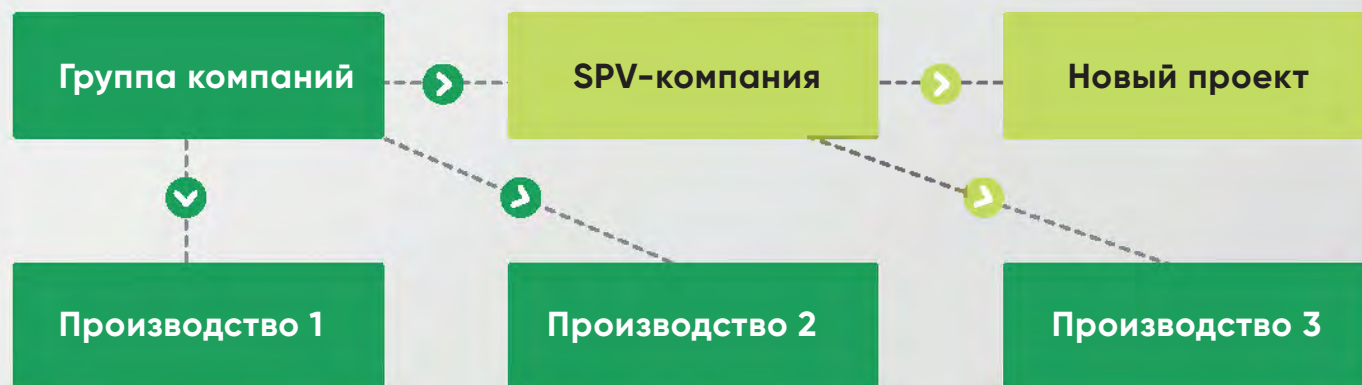 Группа компаний
SPV-компания
Новый проект
Производство 1
Производство 2
Производство 3